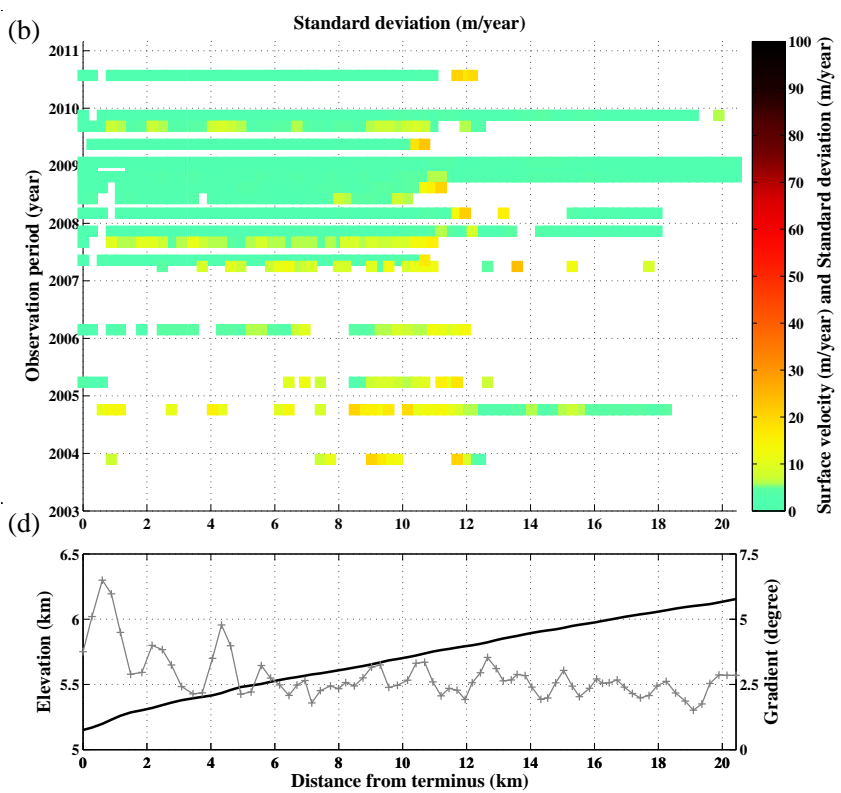 (b)
Standard deviation (m/year)
Observation period (year)
2011
2010
2009
2008
2007
2006
2005
2004
2003
0 2 4 6 8 10 12 14 16 18 20
100
90
80
70
60
50
40
30
20
10
0
Surface velocity (m/year) and Standard deviation (m/year)
(d)
Elevation (km)
6.5
6
5.5
5
7.5
5
2.5
0
Gradient (degree)
0 2 4 6 8 10 12 14 16 18 20
Distance from terminus (km)